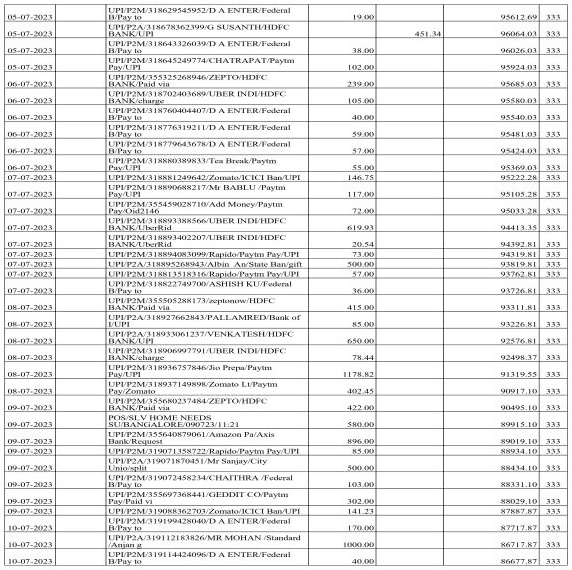 UPI/P2M/318629545952/D A ENTER/Federal
05-07-2023 B/Pay to 19.00 95612.69 333
UPI/P2A/318678362399/G SUSANTH/HDFC
05-07-2023 BANK/UPI 451.34 96064.03 333
UPI/P2M/318643326039/D A ENTER/Federal
05-07-2023 B/Pay to 38.00 96026.03 333
UPI/P2M/318645249774/CHATRAPAT/Paytm
05-07-2023 Pay/UPI 102.00 95924.03 333
UPI/P2M/355325268946/ZEPTO/HDFC
06-07-2023 BANK/Paid via 239.00 95685.03 333
UPI/P2M/318702403689/UBER INDI/HDFC
06-07-2023 BANK/charge 105.00 95580.03 333
UPI/P2M/318760404407/D A ENTER/Federal
06-07-2023 B/Pay to 40.00 95540.03 333
UPI/P2M/318776319211/D A ENTER/Federal
06-07-2023 B/Pay to 59.00 95481.03 333
UPI/P2M/318779643678/D A ENTER/Federal
06-07-2023 B/Pay to 57.00 95424.03 333
UPI/P2M/318880389833/Tea Break/Paytm
06-07-2023 Pay/UPI 55.00 95369.03 333
07-07-2023 UPI/P2M/318881249642/Zomato/ICICI Ban/UPI 146.75 95222.28 333
UPI/P2M/318890688217/Mr BABLU /Paytm
07-07-2023 Pay/UPI 117.00 95105.28 333
UPI/P2M/355459028710/Add Money/Paytm
07-07-2023 Pay/Oid2146 72.00 95033.28 333
UPI/P2M/318893388566/UBER INDI/HDFC
07-07-2023 BANK/UberRid 619.93 94413.35 333
UPI/P2M/318893402207/UBER INDI/HDFC
07-07-2023 BANK/UberRid 20.54 94392.81 333
07-07-2023 UPI/P2M/318894083099/Rapido/Paytm Pay/UPI 73.00 94319.81 333
07-07-2023 UPI/P2A/318895268943/Albin An/State Ban/gift 500.00 93819.81 333
07-07-2023 UPI/P2M/318813518316/Rapido/Paytm Pay/UPI 57.00 93762.81 333
UPI/P2M/318822749700/ASHISH KU/Federal
07-07-2023 B/Pay to 36.00 93726.81 333
UPI/P2M/355505288173/zeptonow/HDFC
08-07-2023 BANK/Paid via 415.00 93311.81 333
UPI/P2A/318927662843/PALLAMRED/Bank of
08-07-2023 I/UPI 85.00 93226.81 333
UPI/P2A/318933061237/VENKATESH/HDFC
08-07-2023 BANK/UPI 650.00 92576.81 333
UPI/P2M/318906997791/UBER INDI/HDFC
08-07-2023 BANK/charge 78.44 92498.37 333
UPI/P2M/318936757846/Jio Prepa/Paytm
08-07-2023 Pay/UPI 1178.82 91319.55 333
UPI/P2M/318937149898/Zomato Lt/Paytm
08-07-2023 Pay/Zomato 402.45 90917.10 333
UPI/P2M/355680237484/ZEPTO/HDFC
09-07-2023 BANK/Paid via 422.00 90495.10 333
POS/SLV HOME NEEDS
09-07-2023 SU/BANGALORE/090723/11:21 580.00 89915.10 333
UPI/P2M/355640879061/Amazon Pa/Axis
09-07-2023 Bank/Request 896.00 89019.10 333
09-07-2023 UPI/P2M/319071358722/Rapido/Paytm Pay/UPI 85.00 88934.10 333
UPI/P2A/319071870451/Mr Sanjay/City
09-07-2023 Unio/split 500.00 88434.10 333
UPI/P2M/319072458234/CHAITHRA /Federal
09-07-2023 B/Pay to 103.00 88331.10 333
UPI/P2M/355697368441/GEDDIT CO/Paytm
09-07-2023 Pay/Paid vi 302.00 88029.10 333
09-07-2023 UPI/P2M/319088362703/Zomato/ICICI Ban/UPI 141.23 87887.87 333
UPI/P2M/319199428040/D A ENTER/Federal
10-07-2023 B/Pay to 170.00 87717.87 333
UPI/P2A/319112183826/MR MOHAN /Standard
10-07-2023 /Anjan g 1000.00 86717.87 333
UPI/P2M/319114424096/D A ENTER/Federal
10-07-2023 B/Pay to 40.00 86677.87 333